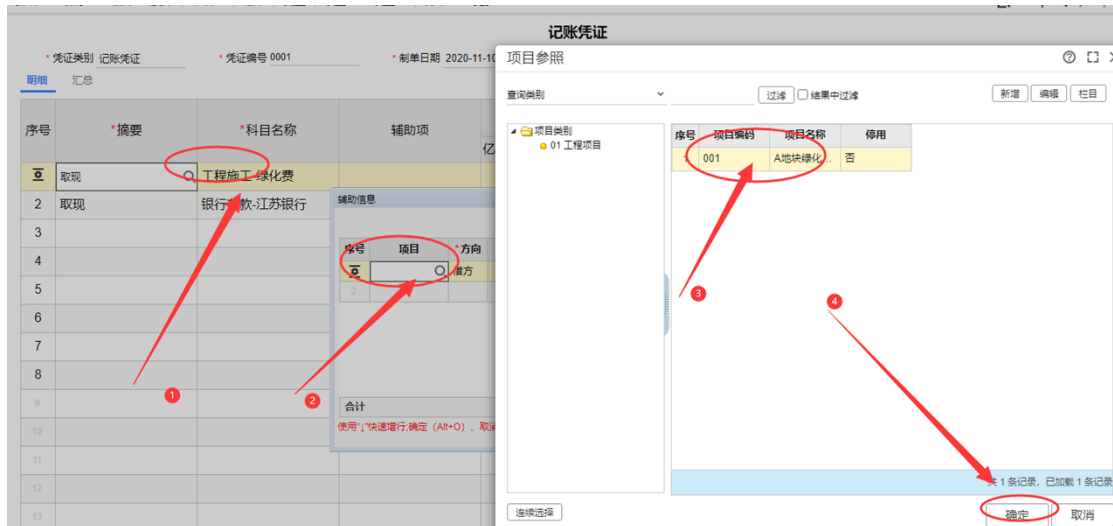 记账凭证
* 凭证类别 记账凭证 * 凭证编号 0001 * 制单日期 2020-11-10
明细 汇总
序号 *摘要 *科目名称 辅助项 亿
取现 工程施工-绿化费
2 取现 银行 款-江苏银行
3
4
5
6
7
8
9
10
11
12
13
1
辅助信息
序号 项目 *方向
借方
2
合计
使用"↓"快速增行;确定（Alt+O）、取消
2
项目参照
查询类别 过滤 结果中过滤 新增 编辑 栏目
项目类别
01 工程项目
序号 项目编码 项目名称 停用
1 001 A地块绿化... 否
3
4
共 1 条记录，已加载 1 条记录
连续选择 确定 取消